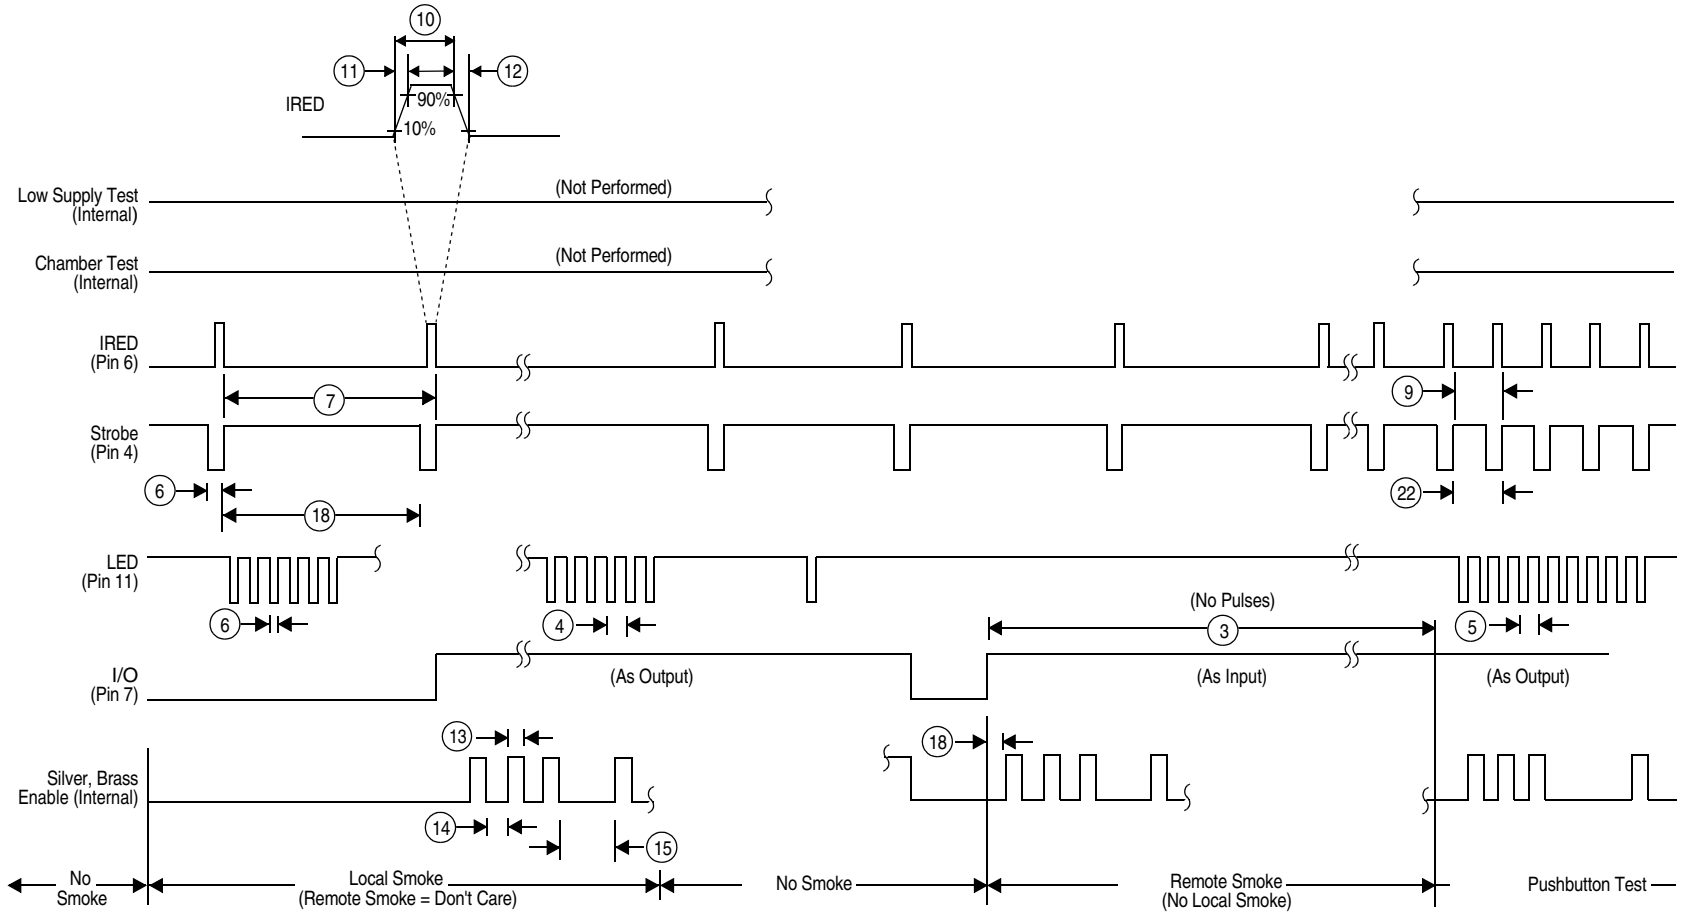 10
11
12
IRED
90%
10%
Low Supply Test
(Internal)
(Not Performed)
Chamber Test
(Internal)
(Not Performed)
IRED
(Pin 6)
7
9
Strobe
(Pin 4)
6
18
22
LED
(Pin 11)
6
4
(No Pulses)
3
5
I/O
(Pin 7)
(As Output)
(As Input)
(As Output)
13
18
Silver, Brass
Enable (Internal)
14
15
No
Smoke
Local Smoke
(Remote Smoke = Don't Care)
No Smoke
Remote Smoke
(No Local Smoke)
Pushbutton Test